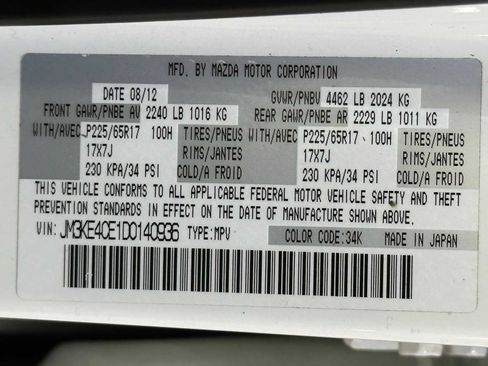 MFD. BY MAZDA MOTOR CORPORATION
DATE 08/12 GVWR/PNBV 4462 LB 2024 KG
FRONT GAWR/PNBE AV 2240 LB 1016 KG REAR GAWR/PNBE AR 2229 LB 1011 KG
WITH/AVEC P225/65R17 100H TIRES/PNEUS WITH/AVEC P225/65R17 100H TIRES/PNEUS
17X7J RIMS/JANTES 17X7J RIMS/JANTES
230 KPA/34 PSI COLD/A FROID 230 KPA/34 PSI COLD/A FROID
THIS VEHICLE CONFORMS TO ALL APPLICABLE FEDERAL MOTOR VEHICLE SAFETY AND THEFT
PREVENTION STANDARDS IN EFFECT ON THE DATE OF MANUFACTURE SHOWN ABOVE.
VIN: JM3KE4CE1D0140936 TYPE:MPV COLOR CODE:34K MADE IN JAPAN